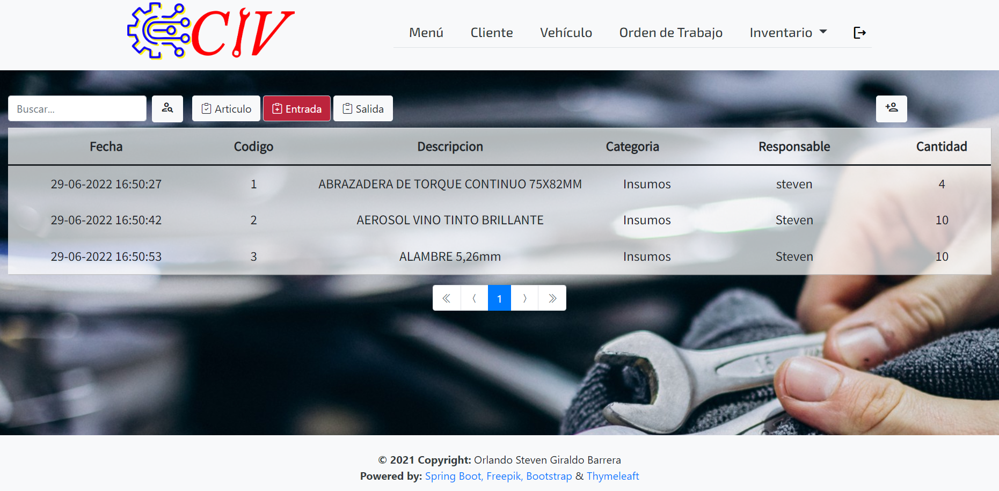 CIV
Menú Cliente Vehículo Orden de Trabajo Inventario
Buscar... Articulo Entrada Salida
Fecha Codigo Descripcion Categoria Responsable Cantidad
29-06-2022 16:50:27 1 ABRAZADERA DE TORQUE CONTINUO 75X82MM Insumos steven 4
29-06-2022 16:50:42 2 AEROSOL VINO TINTO BRILLANTE Insumos Steven 10
29-06-2022 16:50:53 3 ALAMBRE 5,26mm Insumos Steven 10
« ‹ 1 › »
© 2021 Copyright: Orlando Steven Giraldo Barrera
Powered by: Spring Boot, Freepik, Bootstrap & Thymeleaft